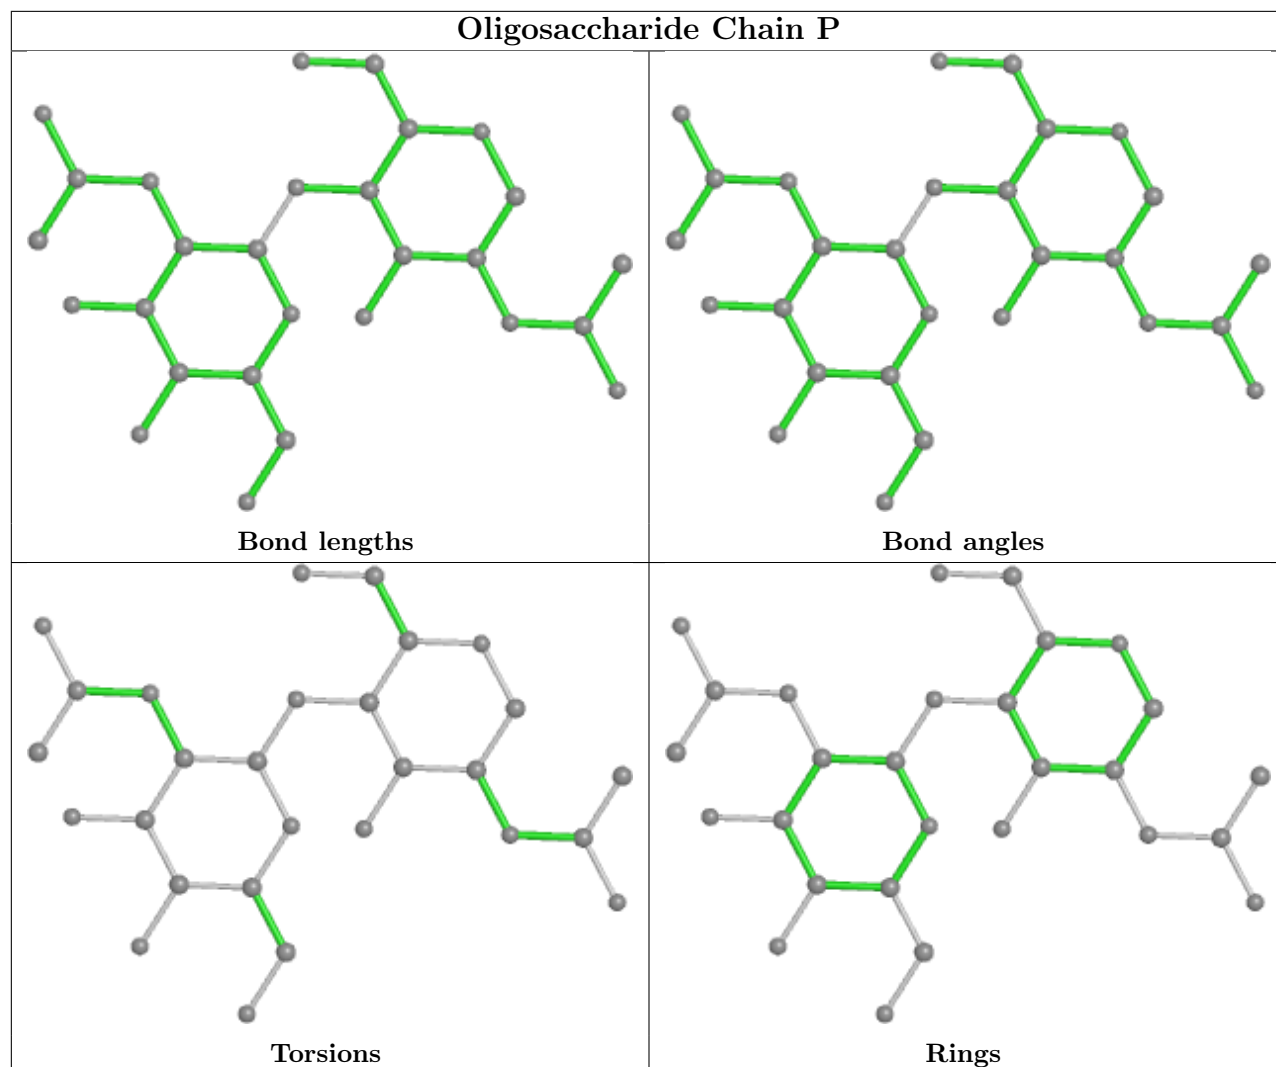 Oligosaccharide Chain P
Bond lengths
Bond angles
Torsions
Rings